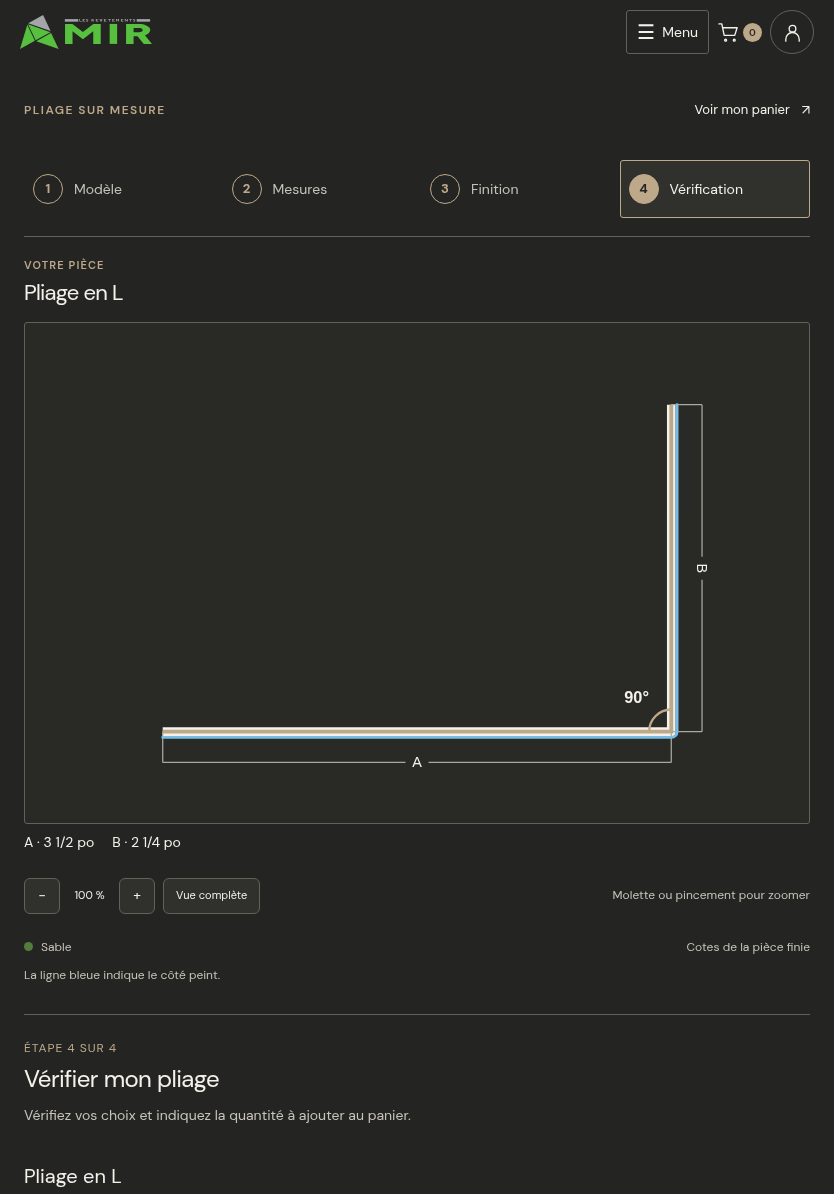 LES REVÊTEMENTS
AMIR
Menu
0
PLIAGE SUR MESURE
Voir mon panier
1 Modèle
2 Mesures
3 Finition
4 Vérification
VOTRE PIÈCE
Pliage en L
B
90°
A
A · 3 1/2 po B · 2 1/4 po
− 100 % + Vue complète
Molette ou pincement pour zoomer
Sable
Cotes de la pièce finie
La ligne bleue indique le côté peint.
ÉTAPE 4 SUR 4
Vérifier mon pliage
Vérifiez vos choix et indiquez la quantité à ajouter au panier.
Pliage en L